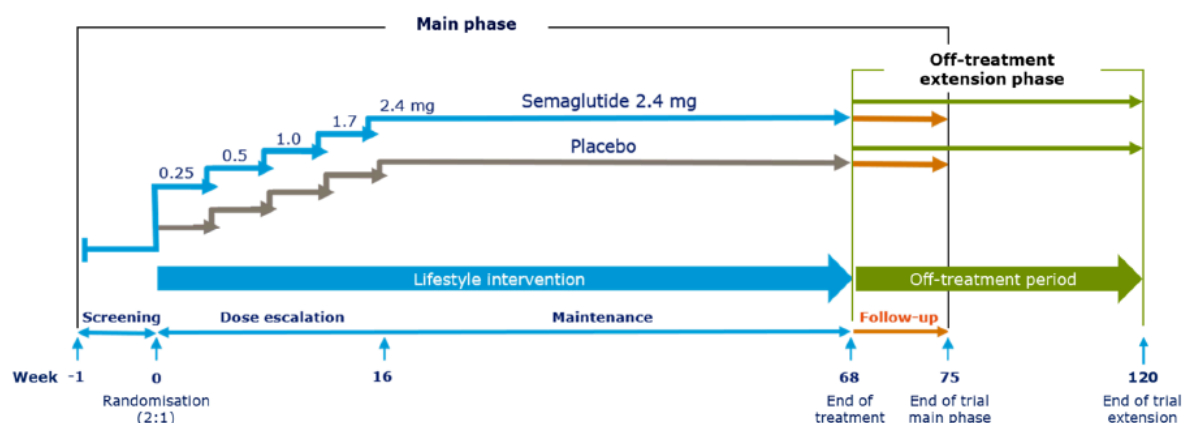 Main phase
Off-treatment
extension phase
2.4 mg
Semaglutide 2.4 mg
1.7
1.0
0.5
0.25
Placebo
Lifestyle intervention
Off-treatment period
Screening
Dose escalation
Maintenance
Follow-up
Week -1 0 16 68 75 120
Randomisation
(2:1)
End of
treatment
End of trial
main phase
End of trial
extension